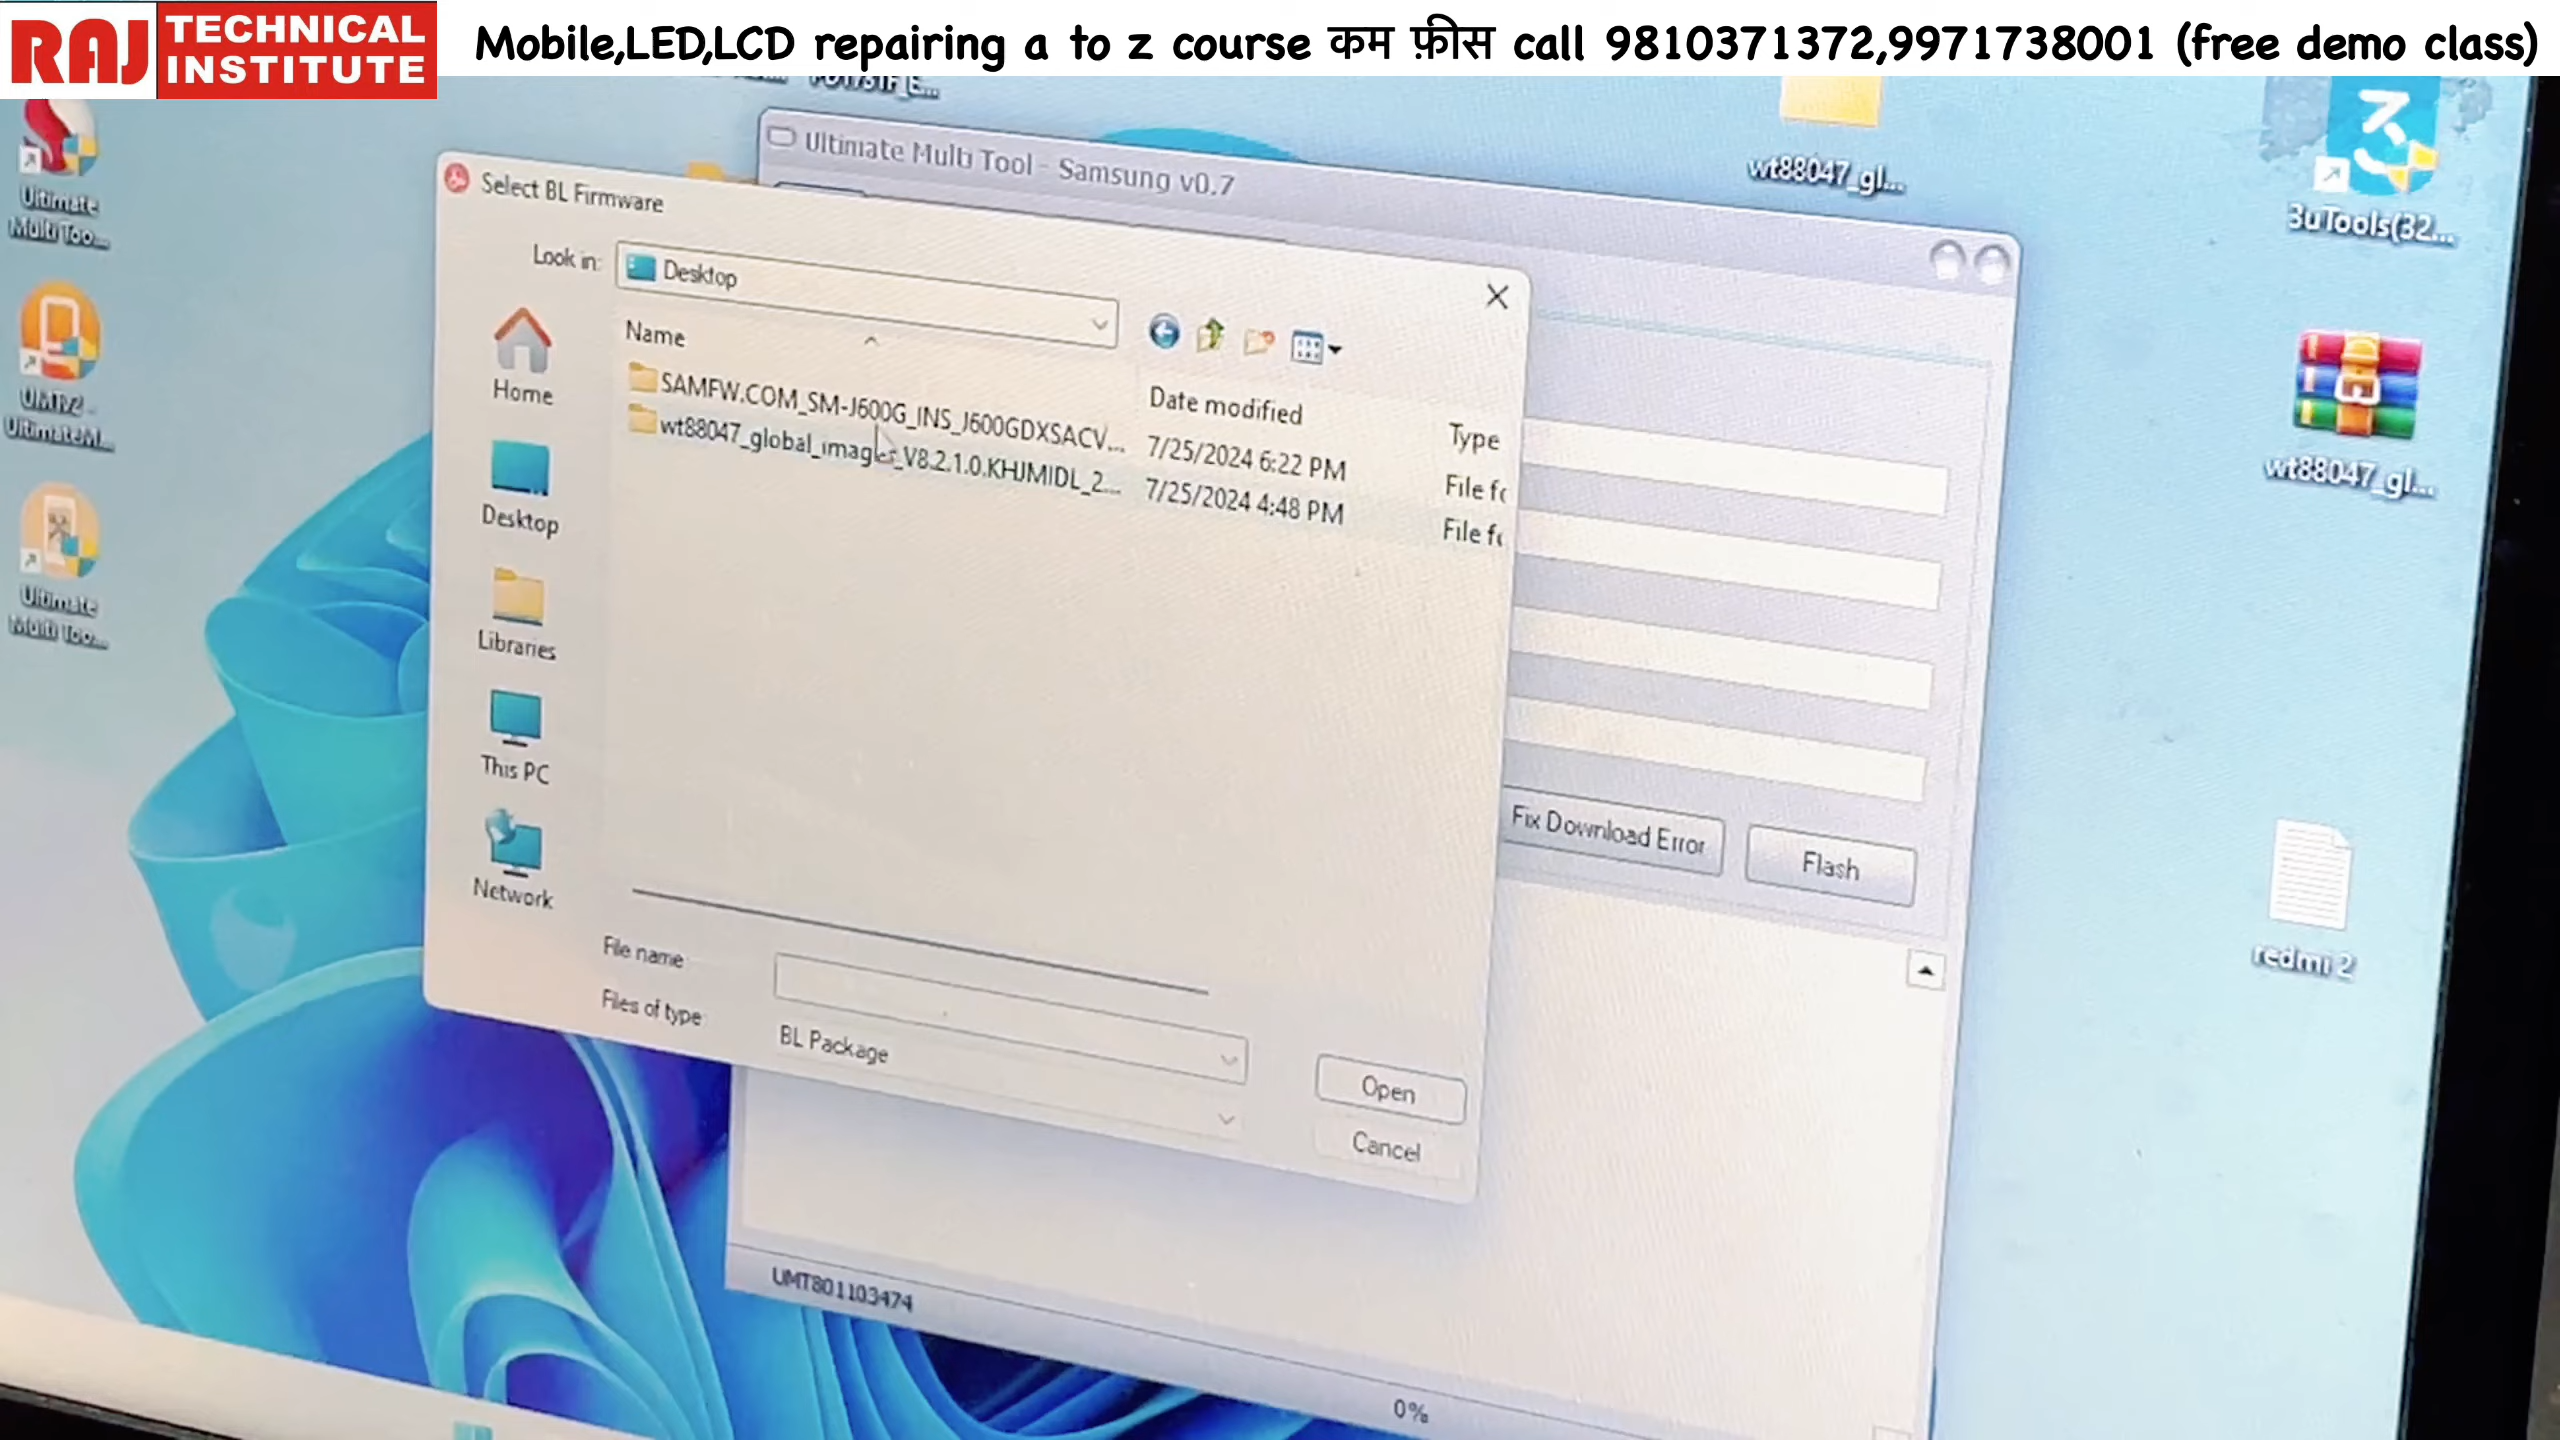 RAJ TECHNICAL INSTITUTE
Mobile,LED,LCD repairing a to z course कम फ़ीस call 9810371372,9971738001 (free demo class)
Ultimate Multi Tool - Samsung v0.7
Select BL Firmware
Look in:
Desktop
Name
Date modified
Type
SAMFW.COM_SM-J600G_INS_J600GDXSACV...
7/25/2024 6:22 PM
File fo
wt88047_global_images_V8.2.1.0.KHJMIDL_2...
7/25/2024 4:48 PM
File fo
Home
Desktop
Libraries
This PC
Network
File name
Files of type
BL Package
Open
Cancel
Fix Download Error
Flash
UMT801103474
0%
Ultimate
Multi Too...
UMTv2 -
UltimateM...
Ultimate
Multi Too...
wt88047_gl...
3uTools(32...
wt88047_gl...
redmi 2